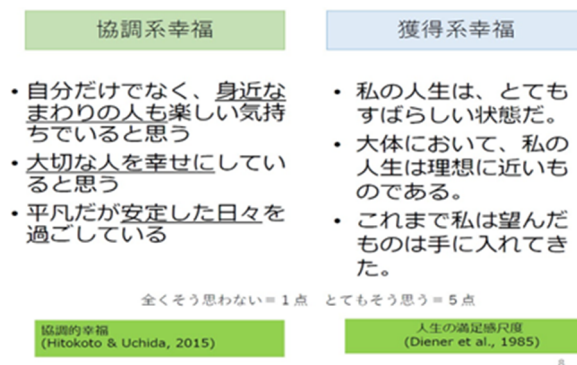 協調系幸福
・自分だけでなく、身近な
まわりの人も楽しい気持
ちでいると思う
・大切な人を幸せにしてい
ると思う
・平凡だが安定した日々を
過ごしている
獲得系幸福
・私の人生は、とても
すばらしい状態だ。
・大体において、私の
人生は理想に近いも
のである。
・これまで私は望んだ
ものは手に入れてき
た。
全くそう思わない＝1点　とてもそう思う＝5点
協調的幸福
(Hitokoto & Uchida, 2015)
人生の満足感尺度
(Diener et al., 1985)
8